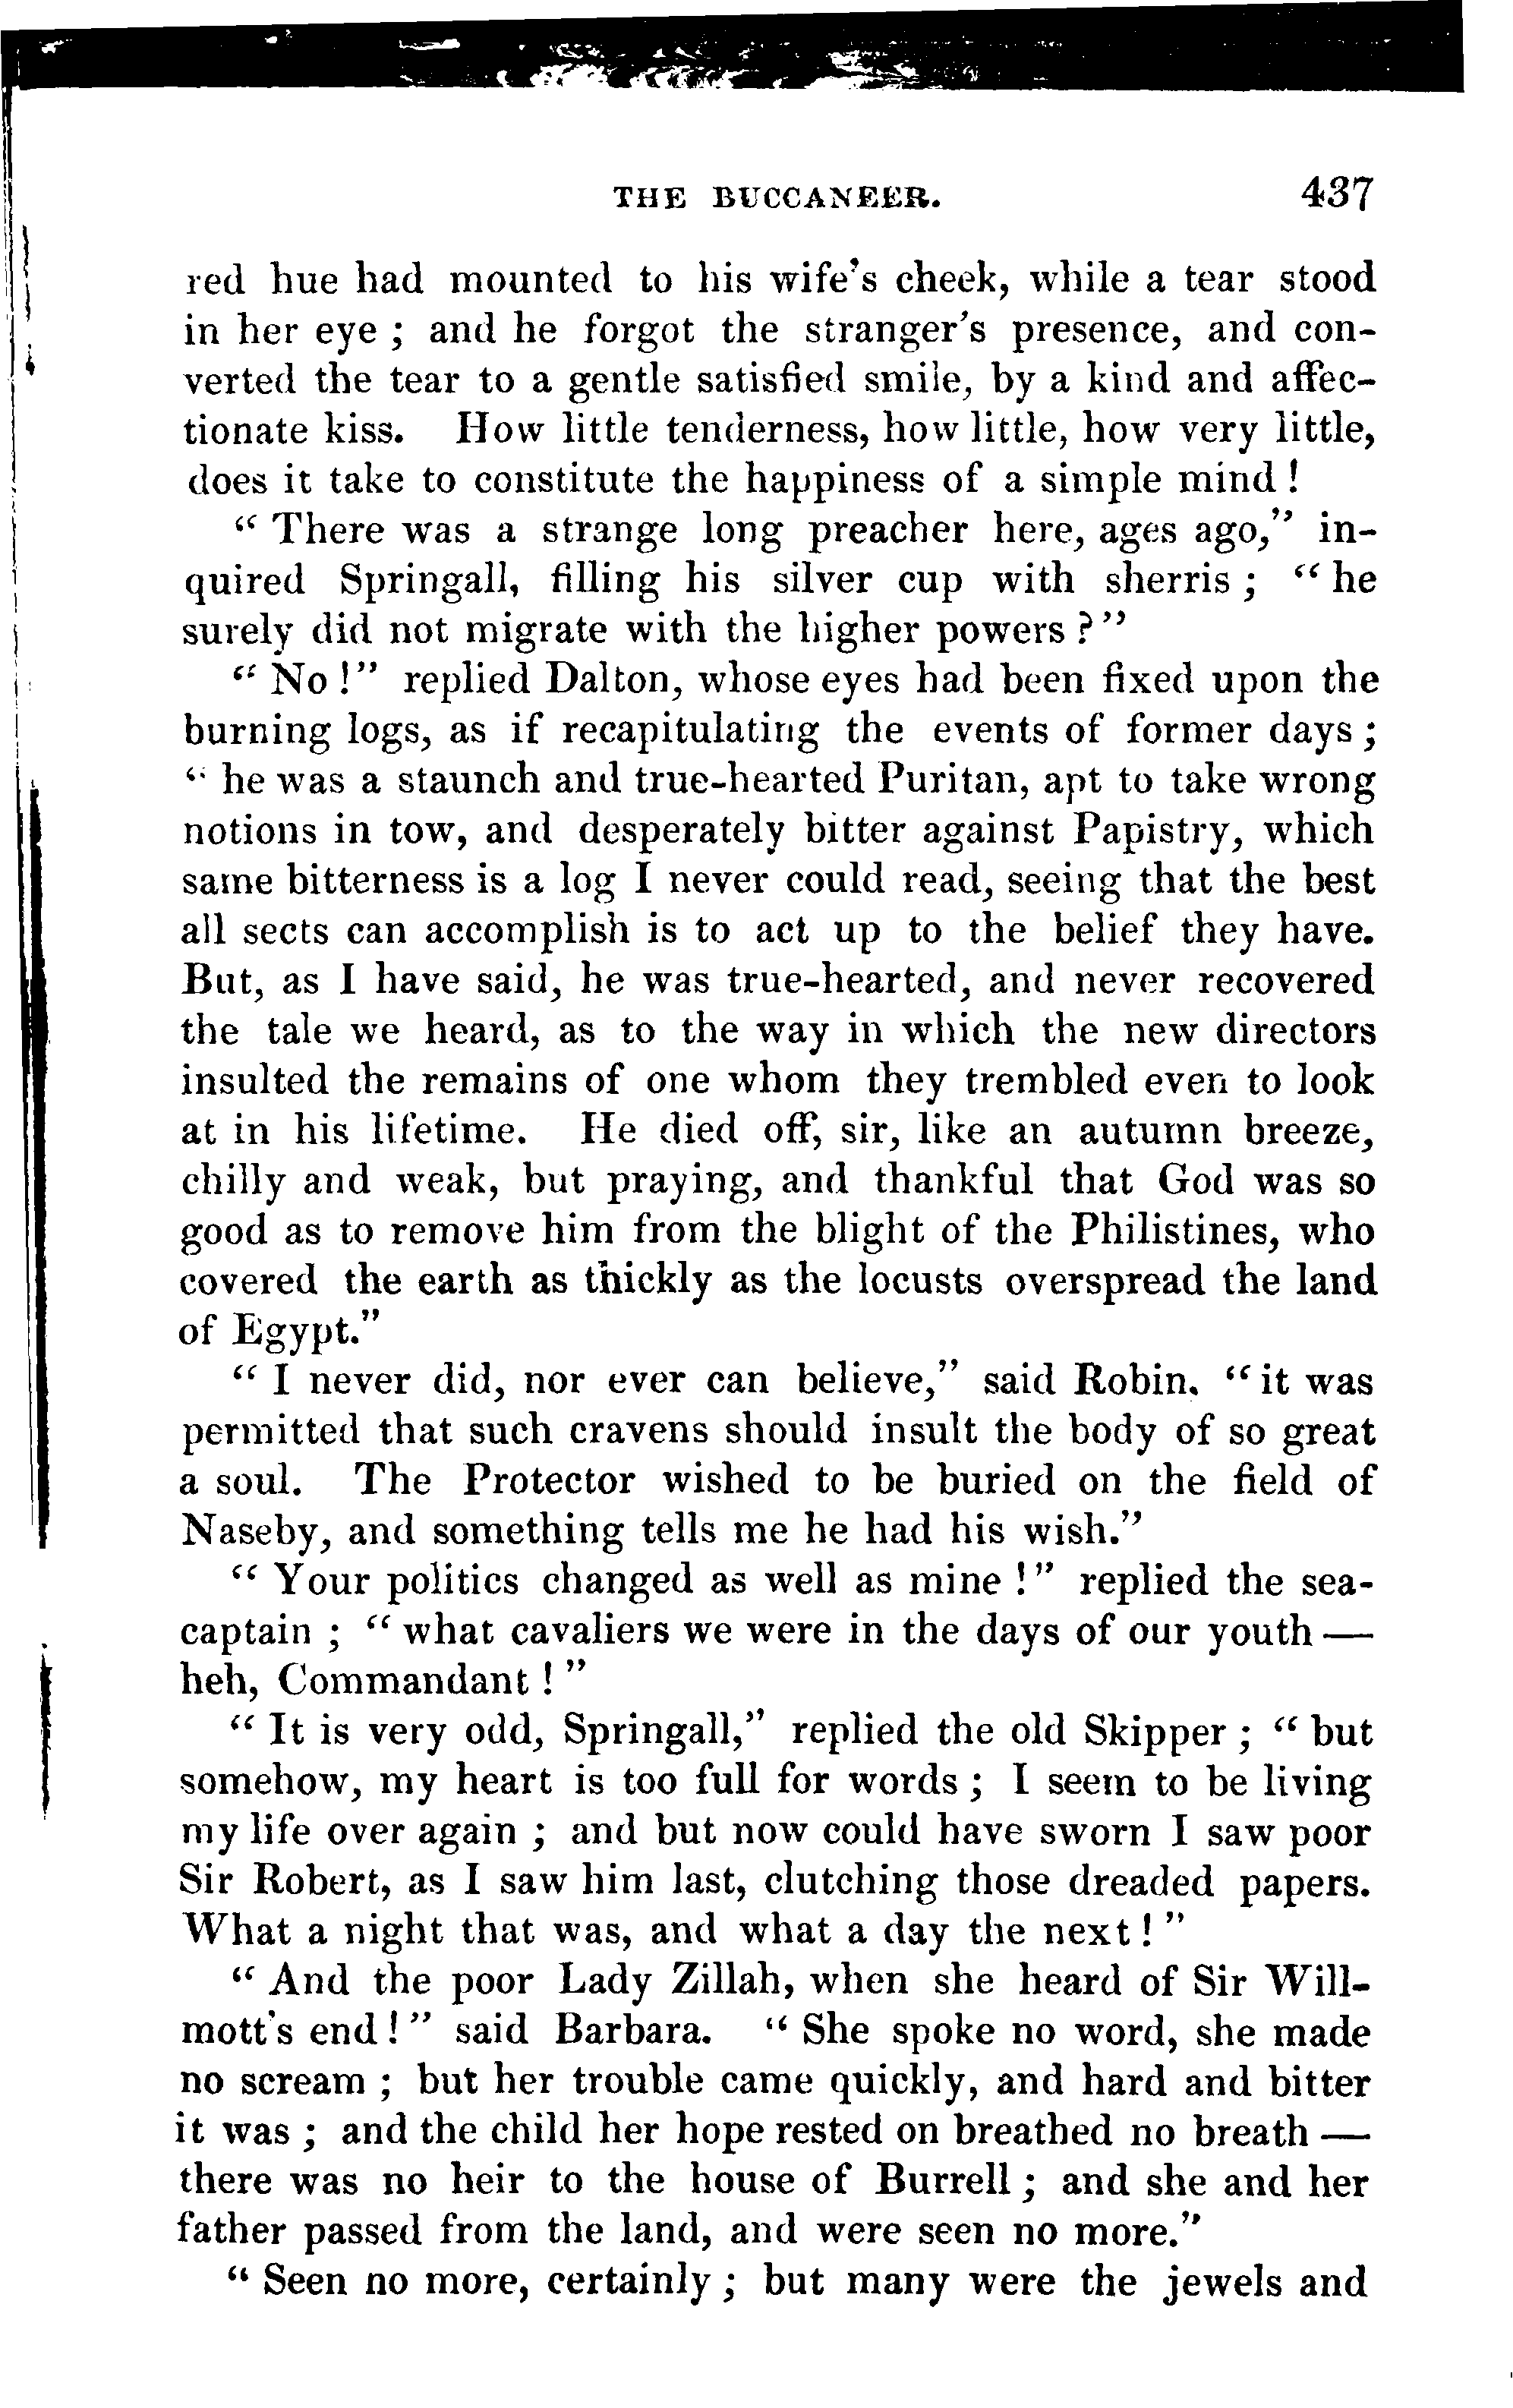 THE BUCCANEER. 437
red hue had mounted to his wife's cheek, while a tear stood
in her eye ; and he forgot the stranger's presence, and con-
verted the tear to a gentle satisfied smile, by a kind and affec-
tionate kiss. How little tenderness, how little, how very little,
does it take to constitute the happiness of a simple mind !
“ There was a strange long preacher here, ages ago,” in-
quired Springall, filling his silver cup with sherris ; “ he
surely did not migrate with the higher powers ? ”
“ No ! ” replied Dalton, whose eyes had been fixed upon the
burning logs, as if recapitulating the events of former days ;
“ he was a staunch and true-hearted Puritan, apt to take wrong
notions in tow, and desperately bitter against Papistry, which
same bitterness is a log I never could read, seeing that the best
all sects can accomplish is to act up to the belief they have.
But, as I have said, he was true-hearted, and never recovered
the tale we heard, as to the way in which the new directors
insulted the remains of one whom they trembled even to look
at in his lifetime. He died off, sir, like an autumn breeze,
chilly and weak, but praying, and thankful that God was so
good as to remove him from the blight of the Philistines, who
covered the earth as thickly as the locusts overspread the land
of Egypt.”
“ I never did, nor ever can believe,” said Robin. “ it was
permitted that such cravens should insult the body of so great
a soul. The Protector wished to be buried on the field of
Naseby, and something tells me he had his wish.”
“ Your politics changed as well as mine ! ” replied the sea-
captain ; “ what cavaliers we were in the days of our youth —
heh, Commandant ! ”
“ It is very odd, Springall,” replied the old Skipper ; “ but
somehow, my heart is too full for words ; I seem to be living
my life over again ; and but now could have sworn I saw poor
Sir Robert, as I saw him last, clutching those dreaded papers.
What a night that was, and what a day the next ! ”
“ And the poor Lady Zillah, when she heard of Sir Will-
mott's end ! ” said Barbara. “ She spoke no word, she made
no scream ; but her trouble came quickly, and hard and bitter
it was ; and the child her hope rested on breathed no breath —
there was no heir to the house of Burrell ; and she and her
father passed from the land, and were seen no more.”
“ Seen no more, certainly ; but many were the jewels and